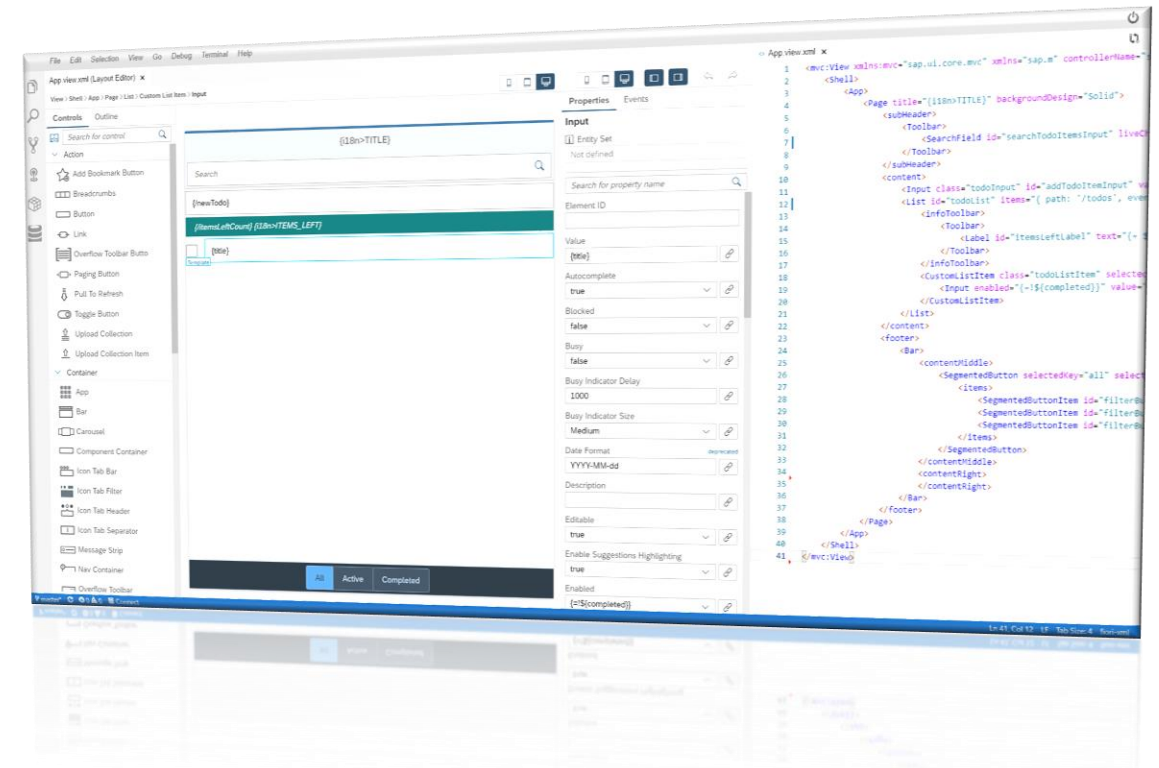 File Edit Selection View Go Debug Terminal Help
App view.xml (Layout Editor) ×
View / Shell / App / Page / List / Custom List Item / Input
Controls Outline
Search for control
Action
Add Bookmark Button
Breadcrumbs
Button
Link
Overflow Toolbar Butto
Paging Button
Pull To Refresh
Toggle Button
Upload Collection
Upload Collection Item
Container
App
Bar
Carousel
Component Container
Icon Tab Bar
Icon Tab Filter
Icon Tab Header
Icon Tab Separator
Message Strip
Nav Container
Overflow Toolbar
{i18n>TITLE}
Search
{/newTodo}
{/itemsLeftCount} {i18n>ITEMS_LEFT}
{title}
Template
All Active Completed
Properties Events
Input
Entity Set
Not defined
Search for property name
Element ID
Value
{title}
Autocomplete
true
Blocked
false
Busy
false
Busy Indicator Delay
1000
Busy Indicator Size
Medium
Date Format deprecated
YYYY-MM-dd
Description
Editable
true
Enable Suggestions Highlighting
true
Enabled
{=!${completed}}
App view.xml ×
1 <mvc:View xmlns:mvc="sap.ui.core.mvc" xmlns="sap.m" controllerName="
2 <Shell>
3 <App>
4 <Page title="{i18n>TITLE}" backgroundDesign="Solid">
5 <subHeader>
6 <Toolbar>
7 <SearchField id="searchTodoItemsInput" liveC
8 </Toolbar>
9 </subHeader>
10 <content>
11 <Input class="todoInput" id="addTodoItemInput" va
12 <List id="todoList" items="{ path: '/todos', even
13 <infoToolbar>
14 <Toolbar>
15 <Label id="itemsLeftLabel" text="{
16 </Toolbar>
17 </infoToolbar>
18 <CustomListItem class="todoListItem" selected
19 <Input enabled="{=!${completed}}" value="
20 </CustomListItem>
21 </List>
22 </content>
23 <footer>
24 <Bar>
25 <contentMiddle>
26 <SegmentedButton selectedKey="all" select
27 <items>
28 <SegmentedButtonItem id="filterBu
29 <SegmentedButtonItem id="filterBu
30 <SegmentedButtonItem id="filterBu
31 </items>
32 </SegmentedButton>
33 </contentMiddle>
34 <contentRight>
35 </contentRight>
36 </Bar>
37 </footer>
38 </Page>
39 </App>
40 </Shell>
41 </mvc:View>
master* Connect
Ln 41, Col 12 LF Tab Size: 4 fiori-xml